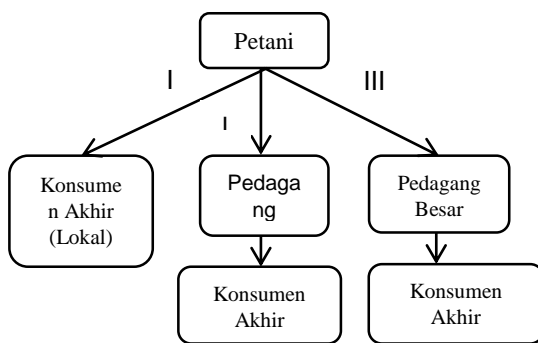 Petani
I
III
I
Konsume
n Akhir
(Lokal)
Pedaga
ng
Pedagang
Besar
Konsumen
Akhir
Konsumen
Akhir